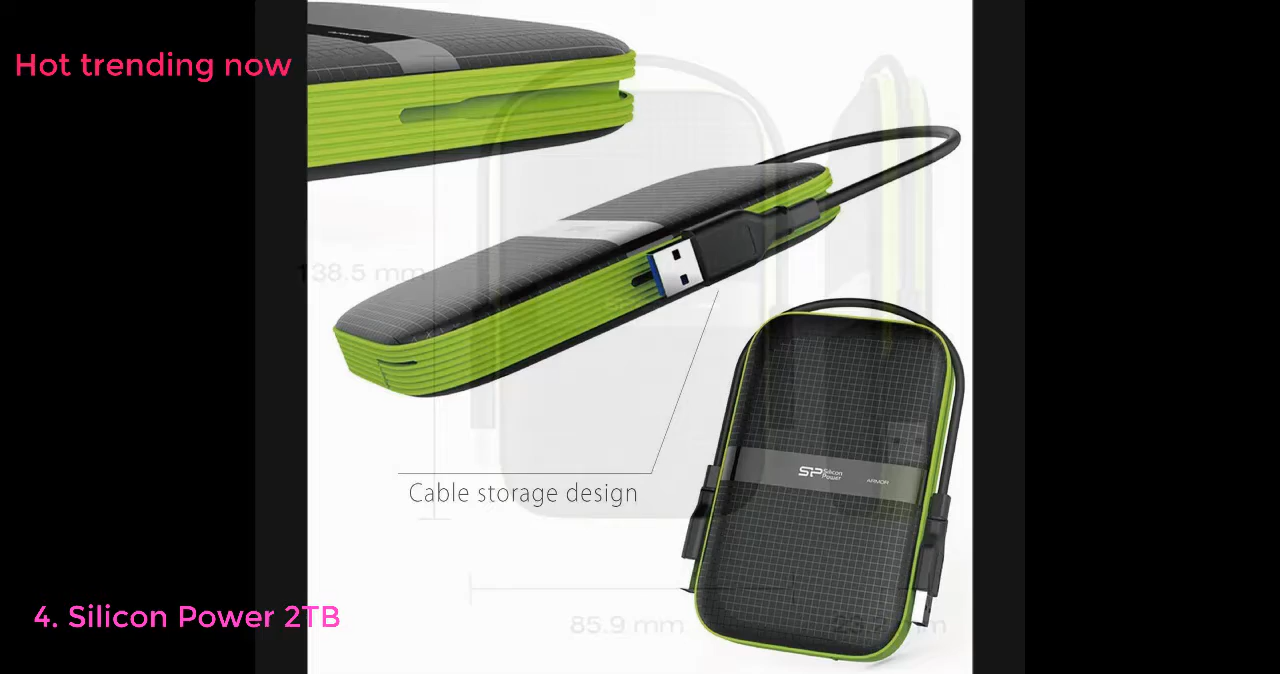 Hot trending now
138.5 mm
Cable storage design
SP Silicon
Power
ARMOR
85.9 mm
mm
4. Silicon Power 2TB